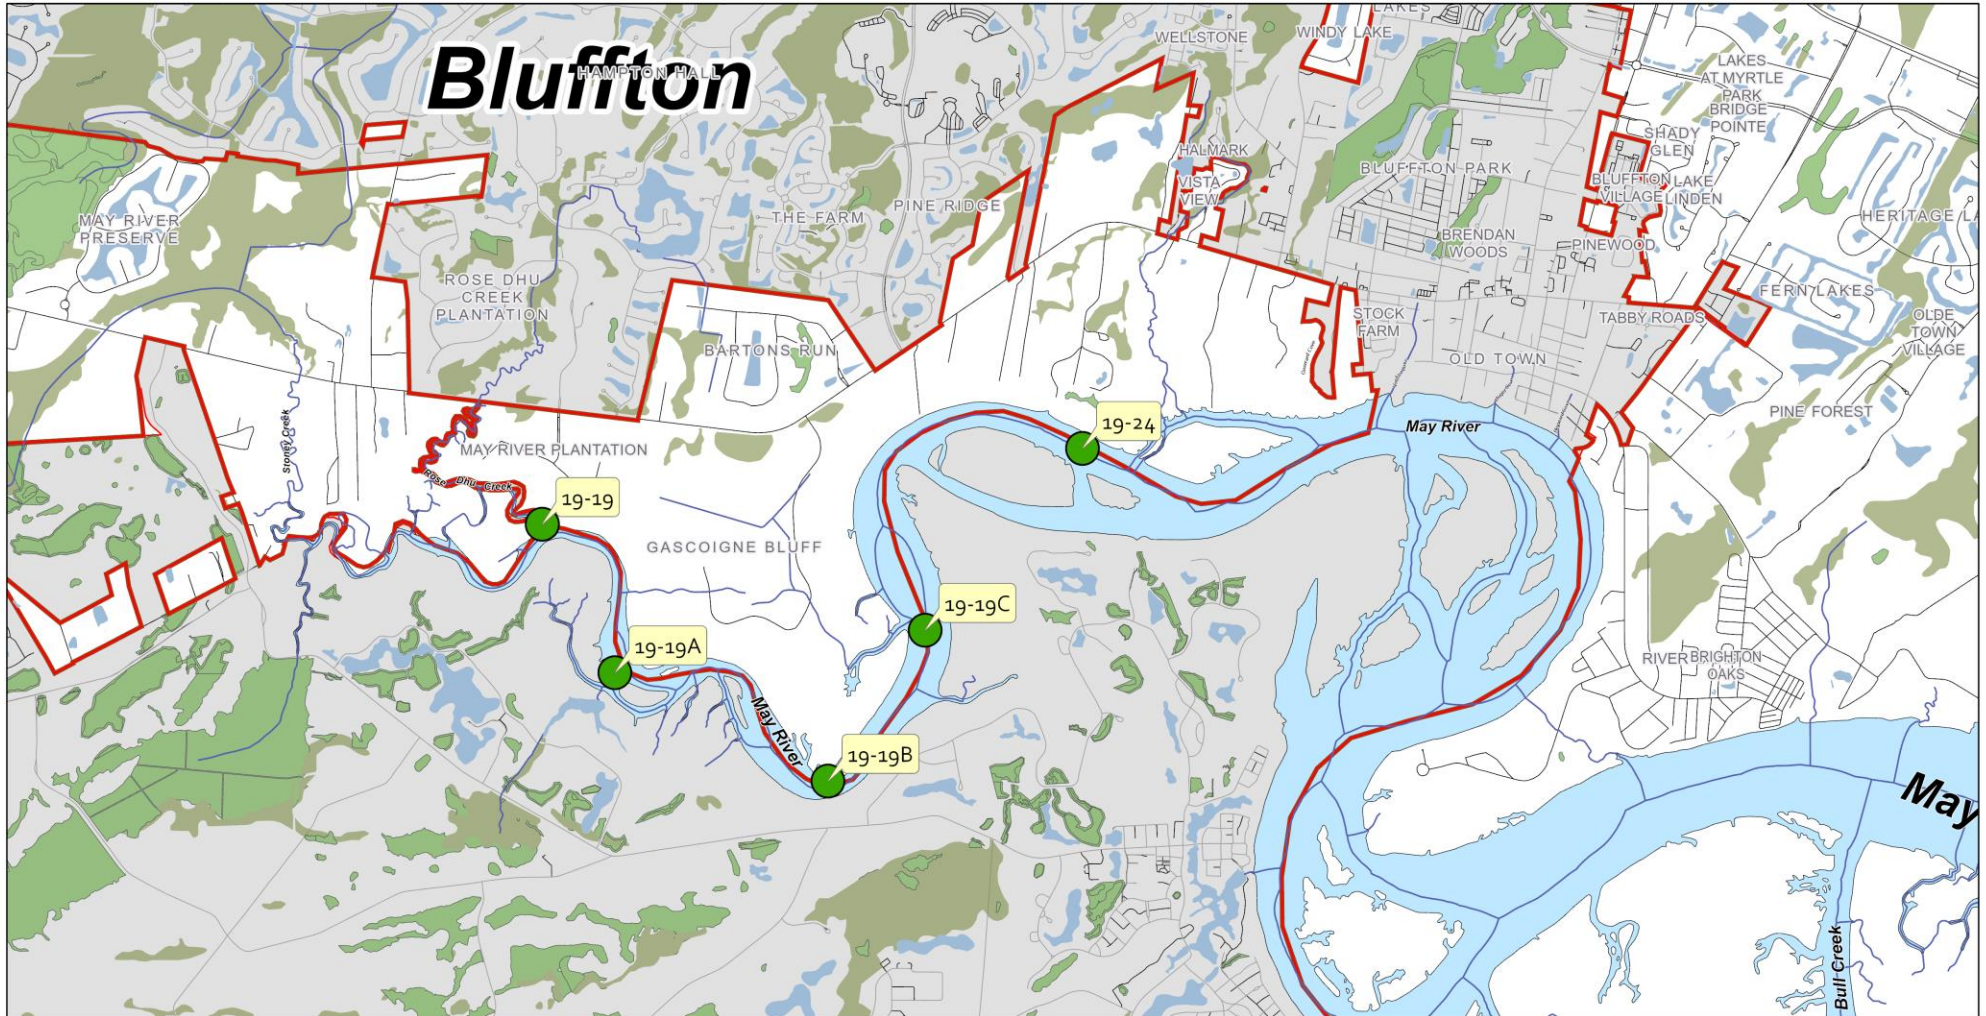 LAKES
WELLSTONE
WINDY LAKE
Bluffton
HAMPTON HALL
LAKES
AT MYRTLE
PARK
BRIDGE
POINTE
SHADY
GLEN
HALMARK
VISTA
VIEW
BLUFFTON PARK
BLUFFTON
VILLAGE
LAKE
LINDEN
HERITAGE LA
MAY RIVER
PRESERVE
THE FARM
PINE RIDGE
BRENDAN
WOODS
PINEWOOD
ROSE DHU
CREEK
PLANTATION
FERN LAKES
STOCK
FARM
TABBY ROADS
OLDE
TOWN
VILLAGE
BARTONS RUN
OLD TOWN
PINE FOREST
Stoney Creek
MAY RIVER PLANTATION
Rose Dhu Creek
19-24
May River
19-19
GASCOIGNE BLUFF
19-19C
19-19A
RIVER
BRIGHTON
OAKS
May River
19-19B
May
Bull Creek